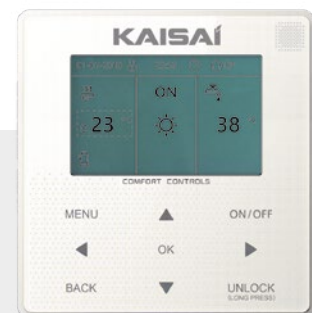 KAISAI
ON
23
38
COMFORT CONTROLS
MENU
ON/OFF
OK
BACK
UNLOCK
(LONG PRESS)